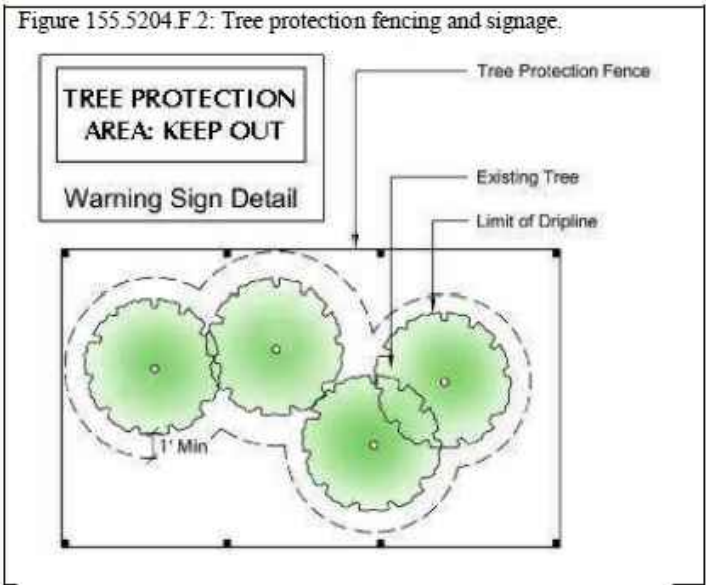 Figure 155.5204.F.2: Tree protection fencing and signage.
TREE PROTECTION
AREA: KEEP OUT
Warning Sign Detail
Tree Protection Fence
Existing Tree
Limit of Dripline
1' Min